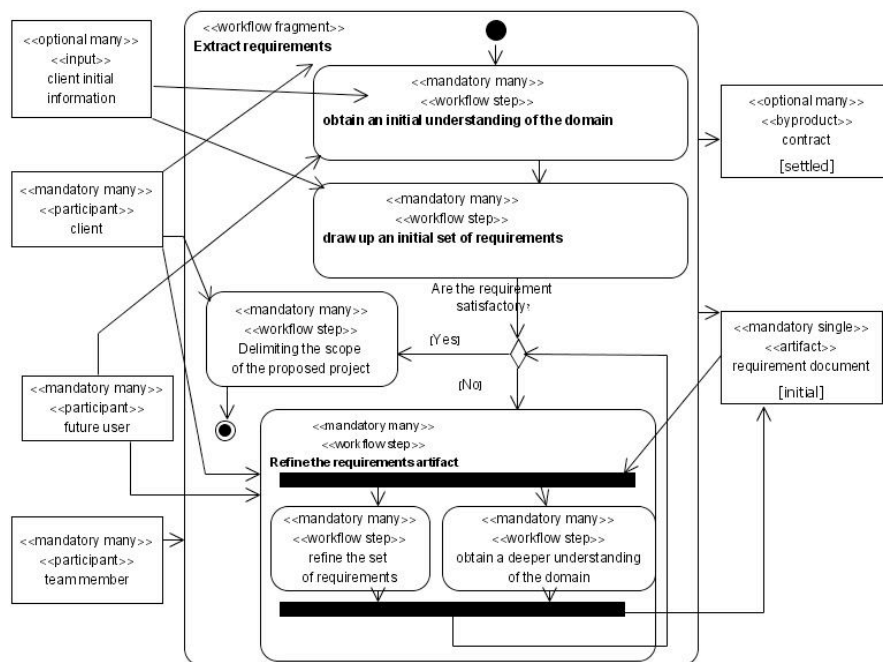 <<workflow fragment>>
Extract requirements
<<optional many>>
<<input>>
client initial
information
<<mandatory many>>
<<workflow step>>
obtain an initial understanding of the domain
<<optional many>>
<<byproduct>>
contract
[settled]
<<mandatory many>>
<<participant>>
client
<<mandatory many>>
<<workflow step>>
draw up an initial set of requirements
Are the requirement
satisfactory?
<<mandatory many>>
<<workflow step>>
Delimiting the scope
of the proposed project
[Yes]
[No]
<<mandatory single>>
<<artifact>>
requirement document
[initial]
<<mandatory many>>
<<participant>>
future user
<<mandatory many>>
<<workflow step>>
Refine the requirements artifact
<<mandatory many>>
<<workflow step>>
refine the set
of requirements
<<mandatory many>>
<<workflow step>>
obtain a deeper understanding
of the domain
<<mandatory many>>
<<participant>>
team member